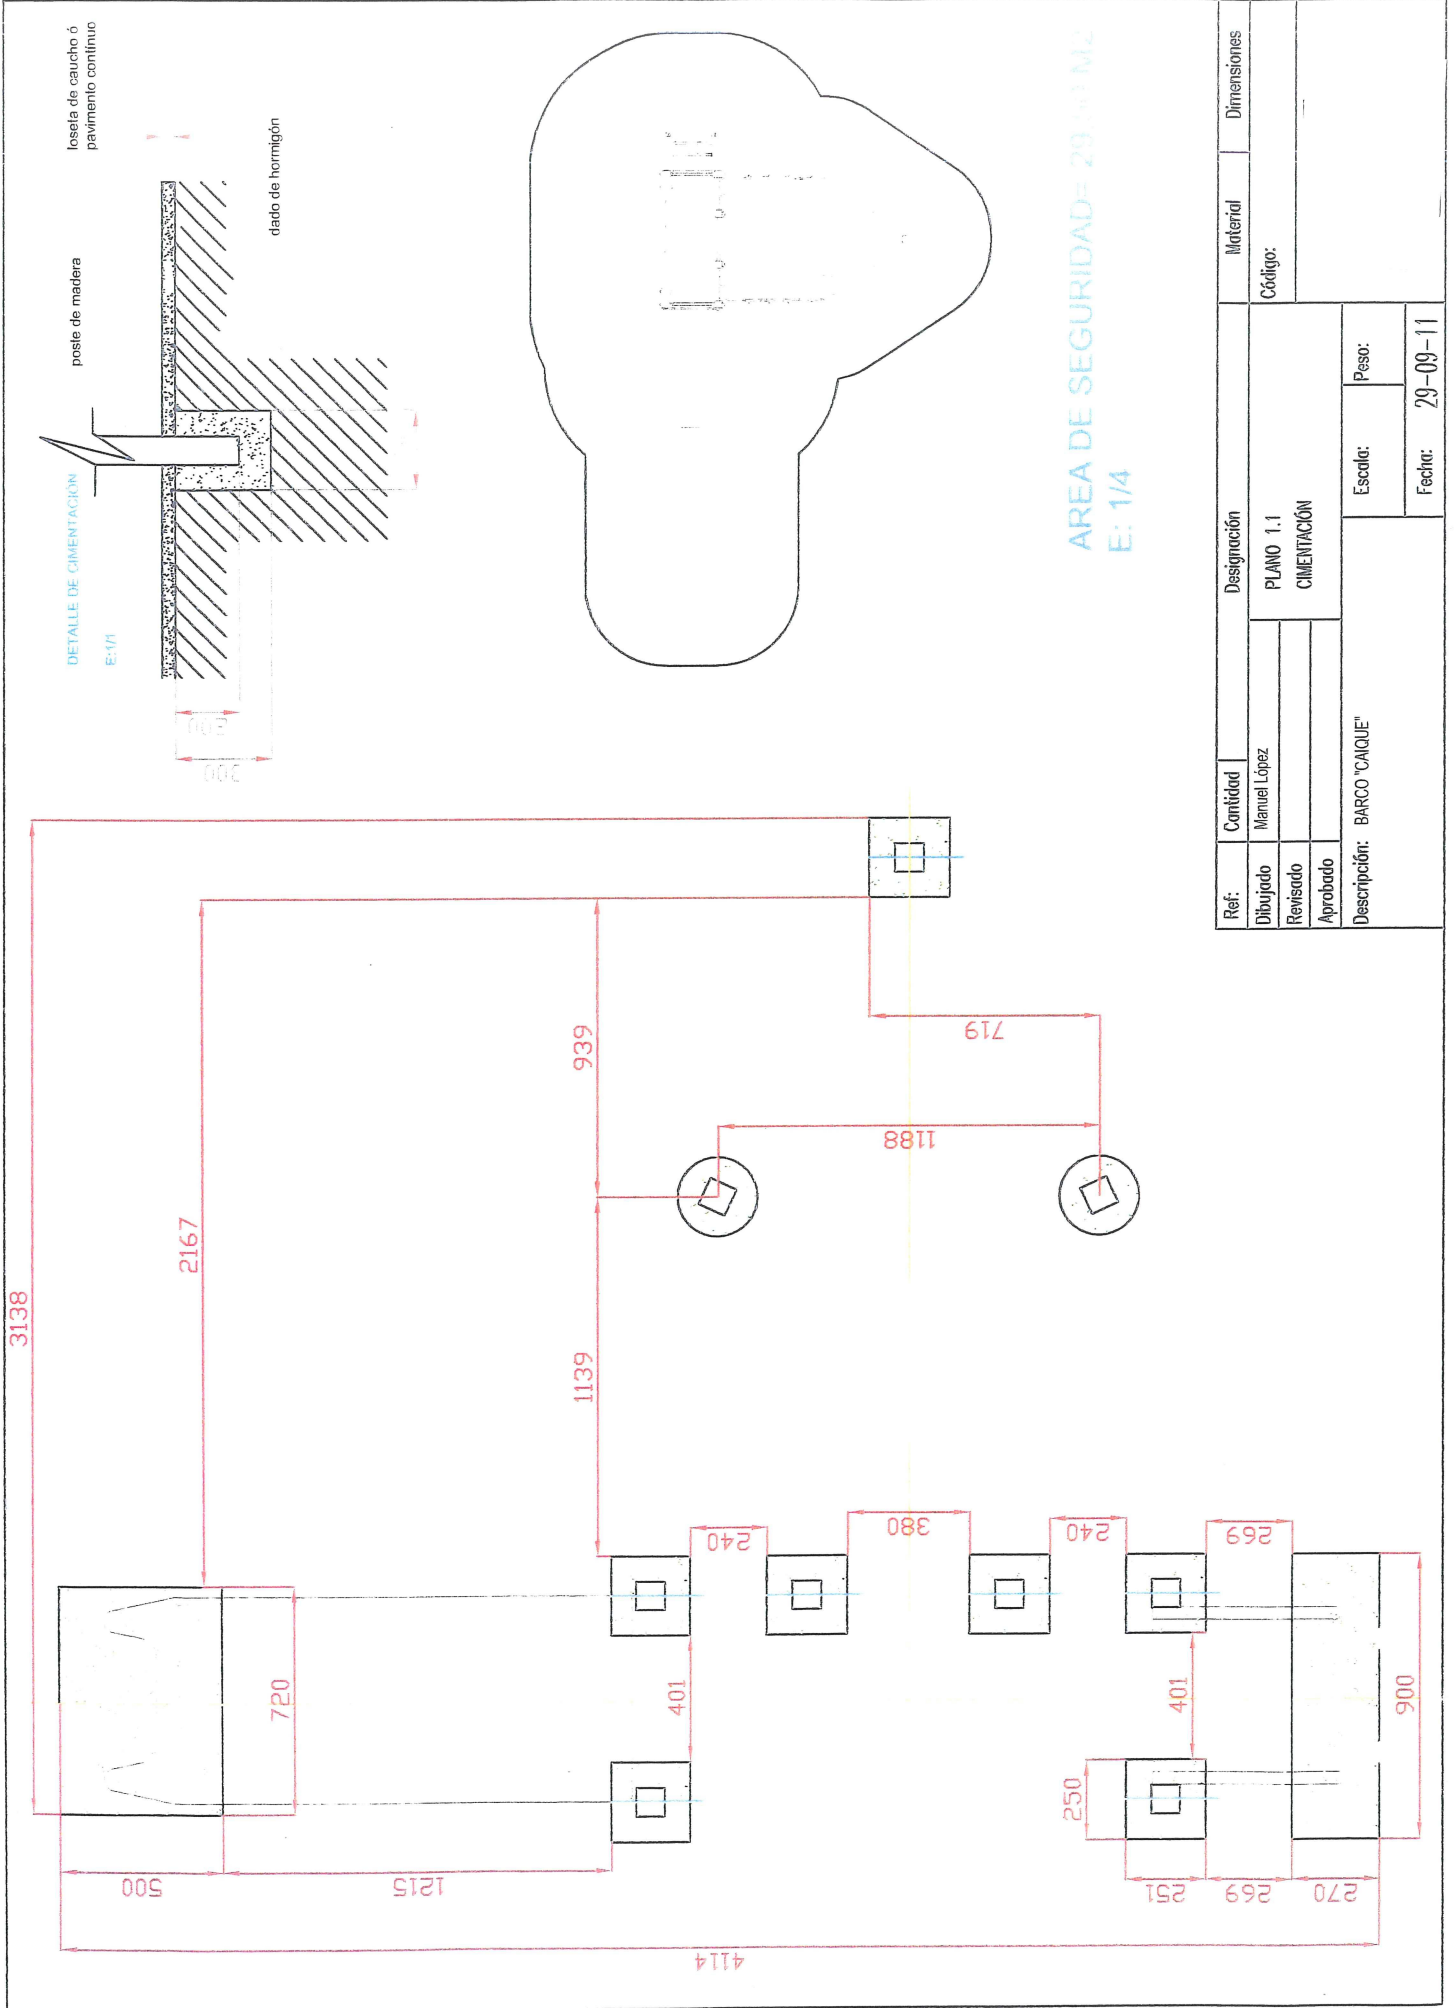 DETALLE DE CIMENTACIÓN
E:1/1
poste de madera
loseta de caucho ó
pavimento contínuo
dado de hormigón
AREA DE SEGURIDAD=
E: 1/4
3138
2167
939
1139
719
1188
720
401
240
380
240
269
401
250
900
500
1215
251
269
270
4114
Ref:
Cantidad
Designación
Material
Dimensiones
Dibujado
Manuel López
PLANO 1.1
Código:
Revisado
CIMENTACIÓN
Aprobado
Descripción: BARCO "CAIQUE"
Escala:
Peso:
Fecha: 29-09-11